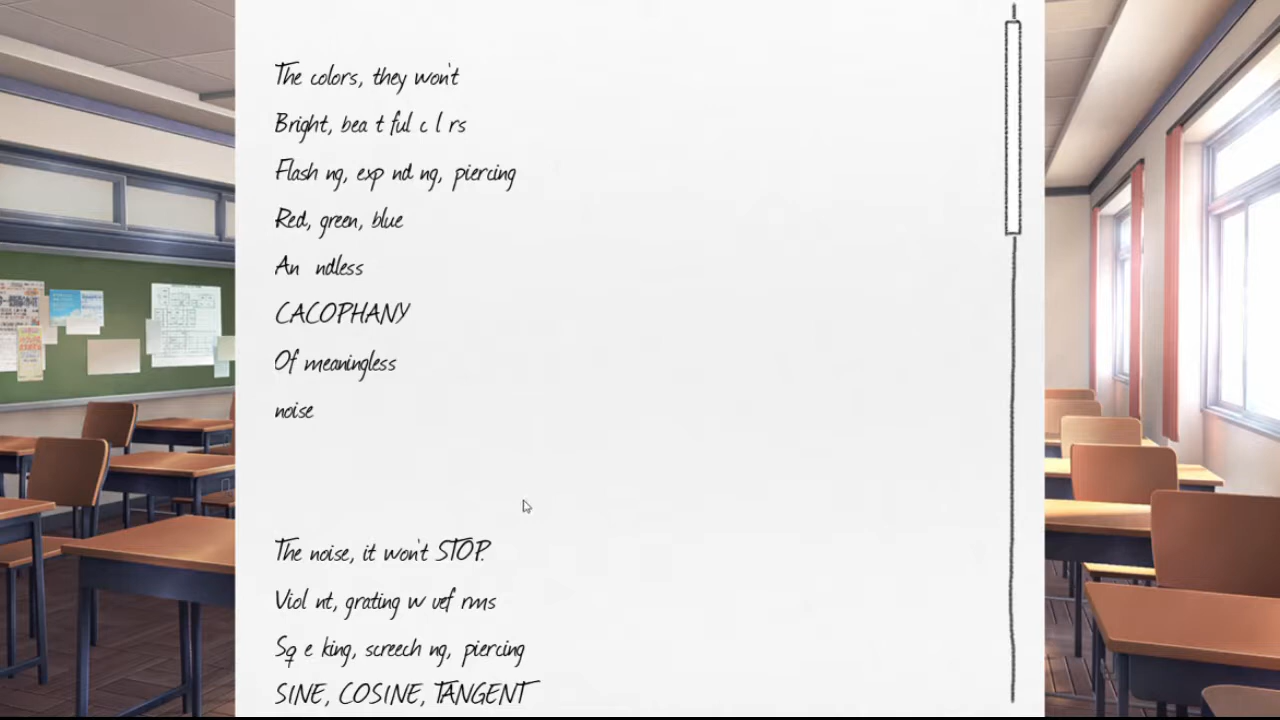 The colors, they won't
Bright, bea t ful c l rs
Flash ng, exp nd ng, piercing
Red, green, blue
An  ndless
CACOPHANY
Of meaningless
noise
The noise, it won't STOP.
Viol nt, grating w vef rms
Sq e king, screech ng, piercing
SINE, COSINE, TANGENT